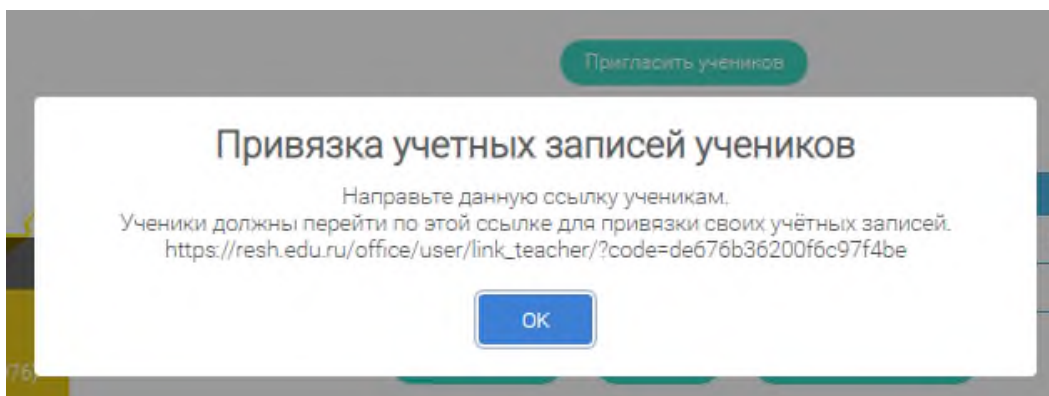 Пригласить учеников
Привязка учетных записей учеников
Направьте данную ссылку ученикам.
Ученики должны перейти по этой ссылке для привязки своих учётных записей.
https://resh.edu.ru/office/user/link_teacher/?code=de676b36200f6c97f4be
OK
976)